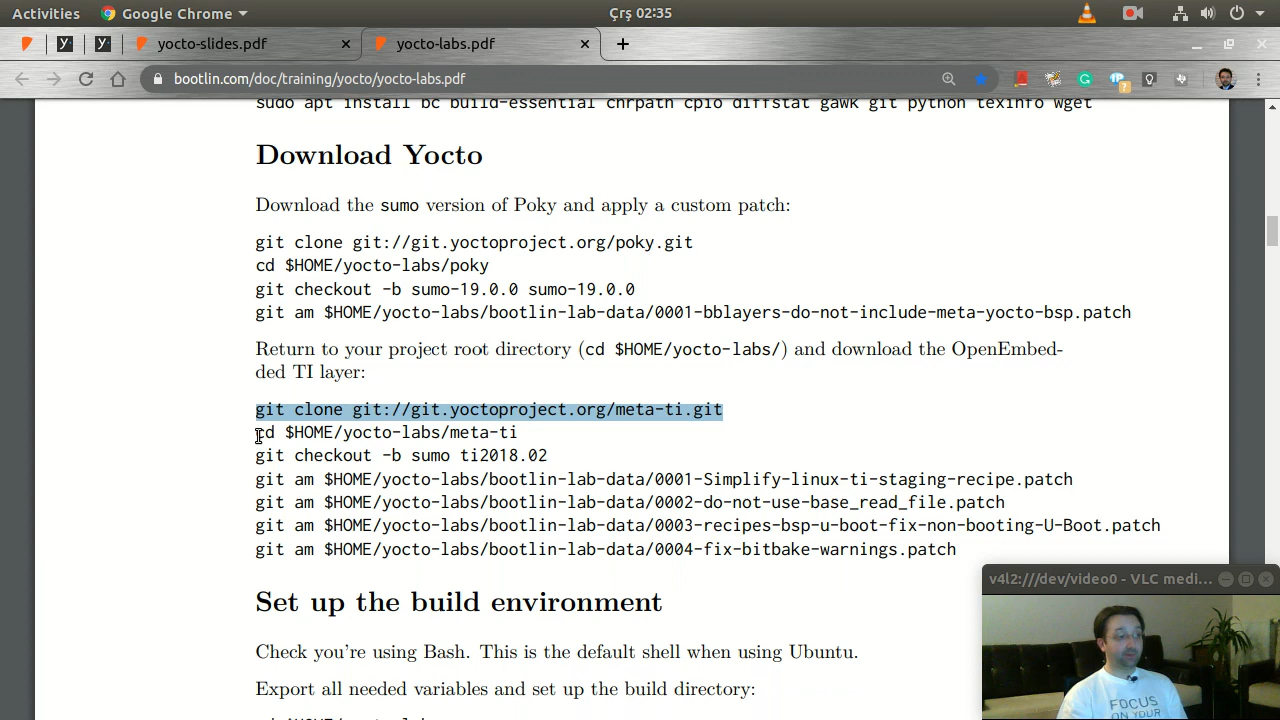 Activities Google Chrome Çrş 02:35
yocto-slides.pdf yocto-labs.pdf
bootlin.com/doc/training/yocto/yocto-labs.pdf
sudo apt install bc build-essential chrpath cpio diffstat gawk git python texinfo wget
Download Yocto
Download the sumo version of Poky and apply a custom patch:
git clone git://git.yoctoproject.org/poky.git
cd $HOME/yocto-labs/poky
git checkout -b sumo-19.0.0 sumo-19.0.0
git am $HOME/yocto-labs/bootlin-lab-data/0001-bblayers-do-not-include-meta-yocto-bsp.patch
Return to your project root directory (cd $HOME/yocto-labs/) and download the OpenEmbed-
ded TI layer:
git clone git://git.yoctoproject.org/meta-ti.git
cd $HOME/yocto-labs/meta-ti
git checkout -b sumo ti2018.02
git am $HOME/yocto-labs/bootlin-lab-data/0001-Simplify-linux-ti-staging-recipe.patch
git am $HOME/yocto-labs/bootlin-lab-data/0002-do-not-use-base_read_file.patch
git am $HOME/yocto-labs/bootlin-lab-data/0003-recipes-bsp-u-boot-fix-non-booting-U-Boot.patch
git am $HOME/yocto-labs/bootlin-lab-data/0004-fix-bitbake-warnings.patch
v4l2:///dev/video0 - VLC medi...
Set up the build environment
Check you're using Bash. This is the default shell when using Ubuntu.
Export all needed variables and set up the build directory:
FOCUS
ON YOUR